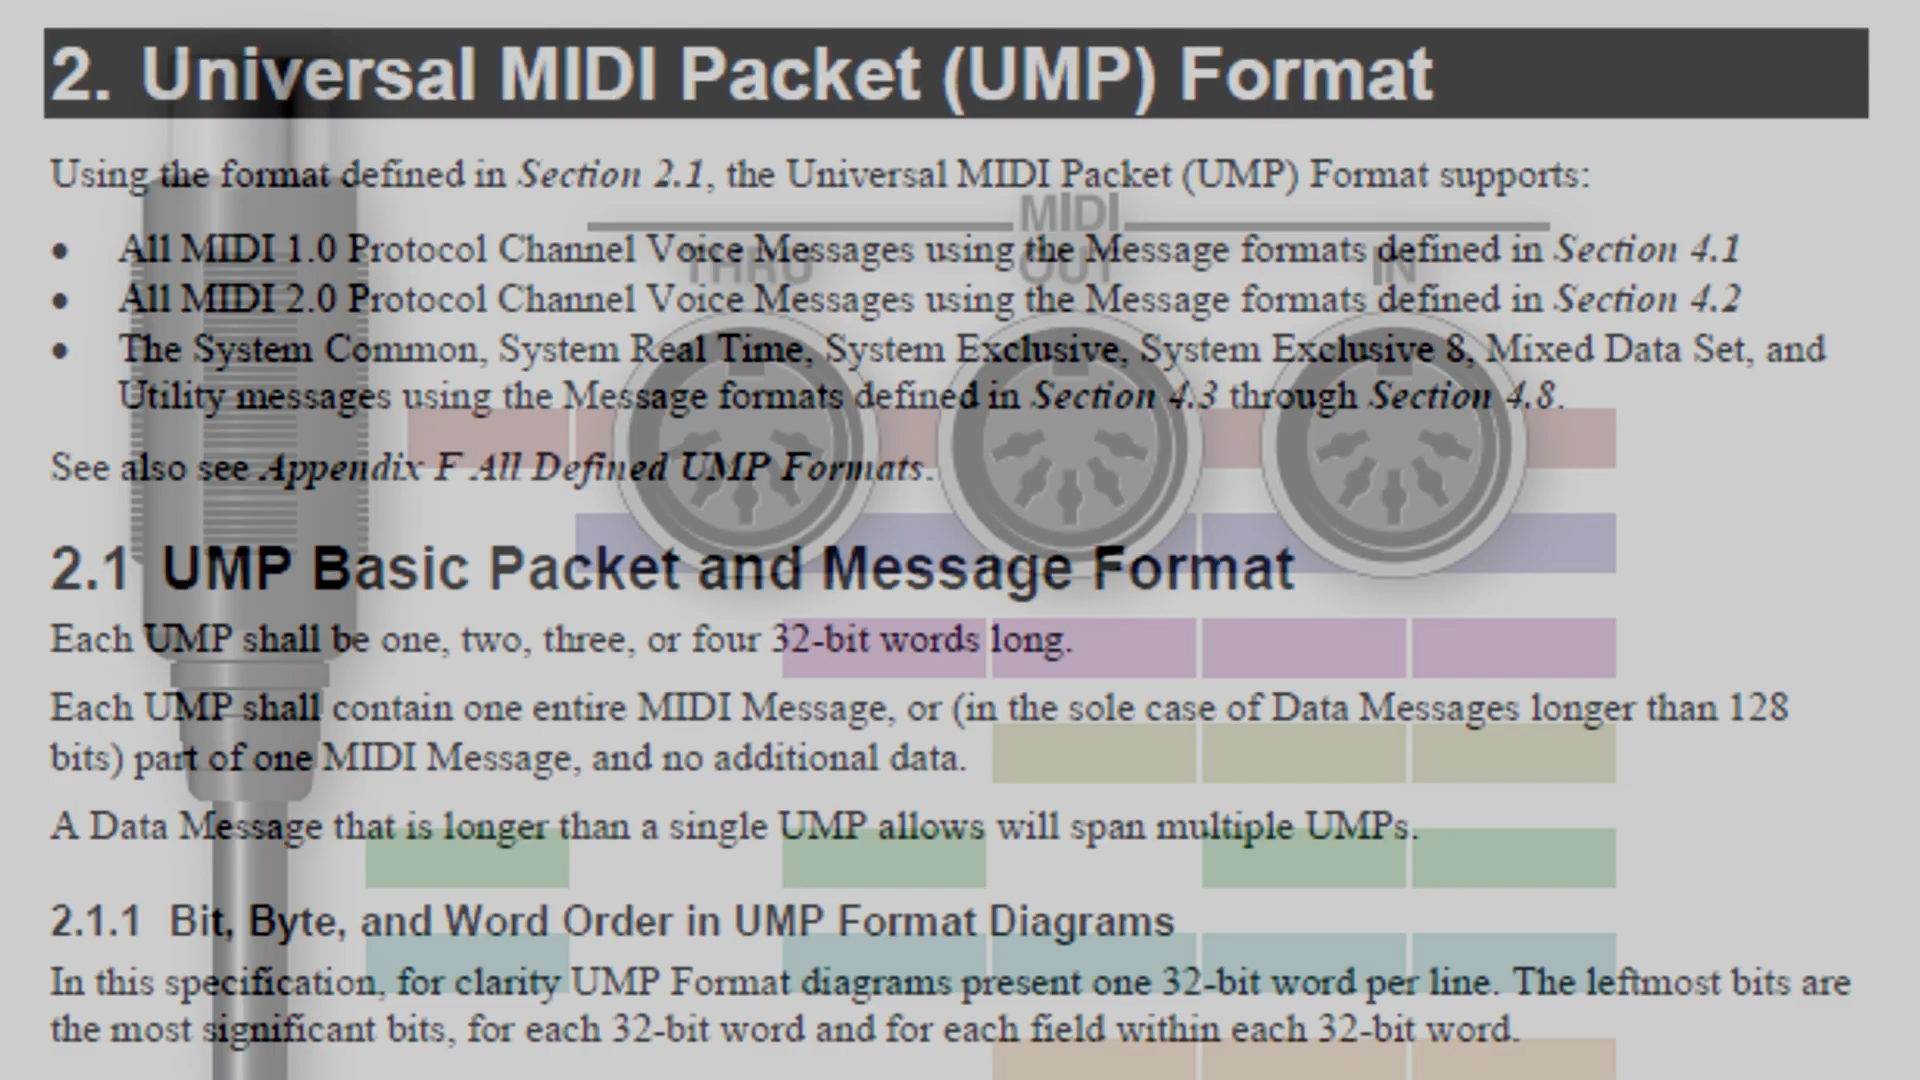 2. Universal MIDI Packet (UMP) Format
Using the format defined in Section 2.1, the Universal MIDI Packet (UMP) Format supports:
MIDI
• All MIDI 1.0 Protocol Channel Voice Messages using the Message formats defined in Section 4.1
THRU OUT IN
• All MIDI 2.0 Protocol Channel Voice Messages using the Message formats defined in Section 4.2
• The System Common, System Real Time, System Exclusive, System Exclusive 8, Mixed Data Set, and
Utility messages using the Message formats defined in Section 4.3 through Section 4.8.
See also see Appendix F All Defined UMP Formats.
2.1 UMP Basic Packet and Message Format
Each UMP shall be one, two, three, or four 32-bit words long.
Each UMP shall contain one entire MIDI Message, or (in the sole case of Data Messages longer than 128
bits) part of one MIDI Message, and no additional data.
A Data Message that is longer than a single UMP allows will span multiple UMPs.
2.1.1 Bit, Byte, and Word Order in UMP Format Diagrams
In this specification, for clarity UMP Format diagrams present one 32-bit word per line. The leftmost bits are
the most significant bits, for each 32-bit word and for each field within each 32-bit word.